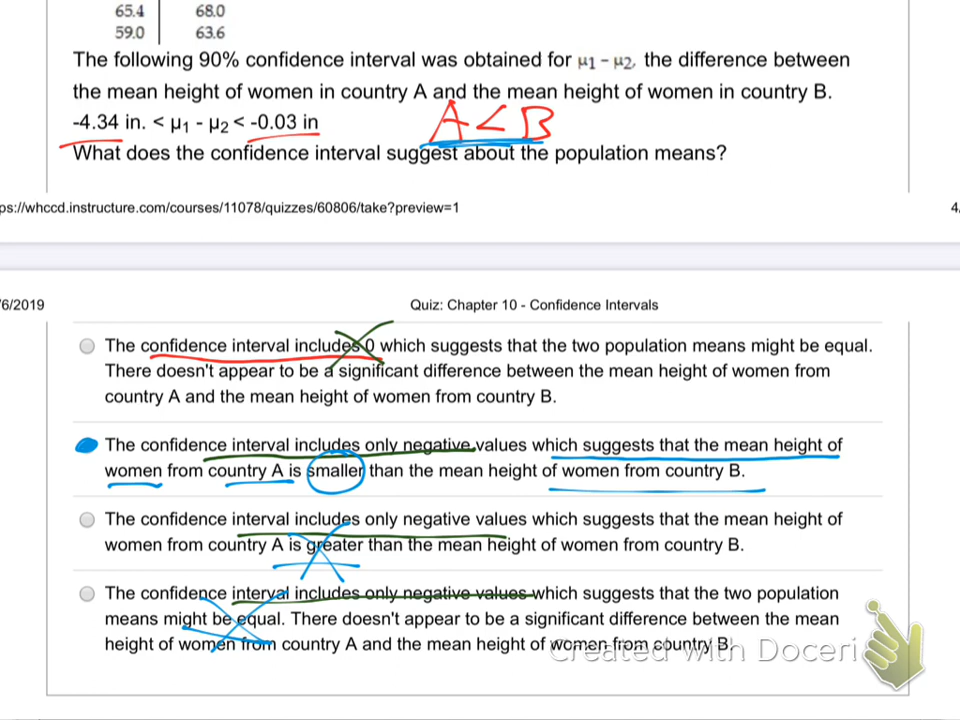 65.4 68.0
59.0 63.6
The following 90% confidence interval was obtained for μ1 - μ2, the difference between
the mean height of women in country A and the mean height of women in country B.
-4.34 in. < μ1 - μ2 < -0.03 in
A < B
What does the confidence interval suggest about the population means?
ps://whccd.instructure.com/courses/11078/quizzes/60806/take?preview=1 4/
/6/2019 Quiz: Chapter 10 - Confidence Intervals
The confidence interval includes 0 which suggests that the two population means might be equal.
There doesn't appear to be a significant difference between the mean height of women from
country A and the mean height of women from country B.
The confidence interval includes only negative values which suggests that the mean height of
women from country A is smaller than the mean height of women from country B.
The confidence interval includes only negative values which suggests that the mean height of
women from country A is greater than the mean height of women from country B.
The confidence interval includes only negative values which suggests that the two population
means might be equal. There doesn't appear to be a significant difference between the mean
height of women from country A and the mean height of women from country B.
Created with Doceri